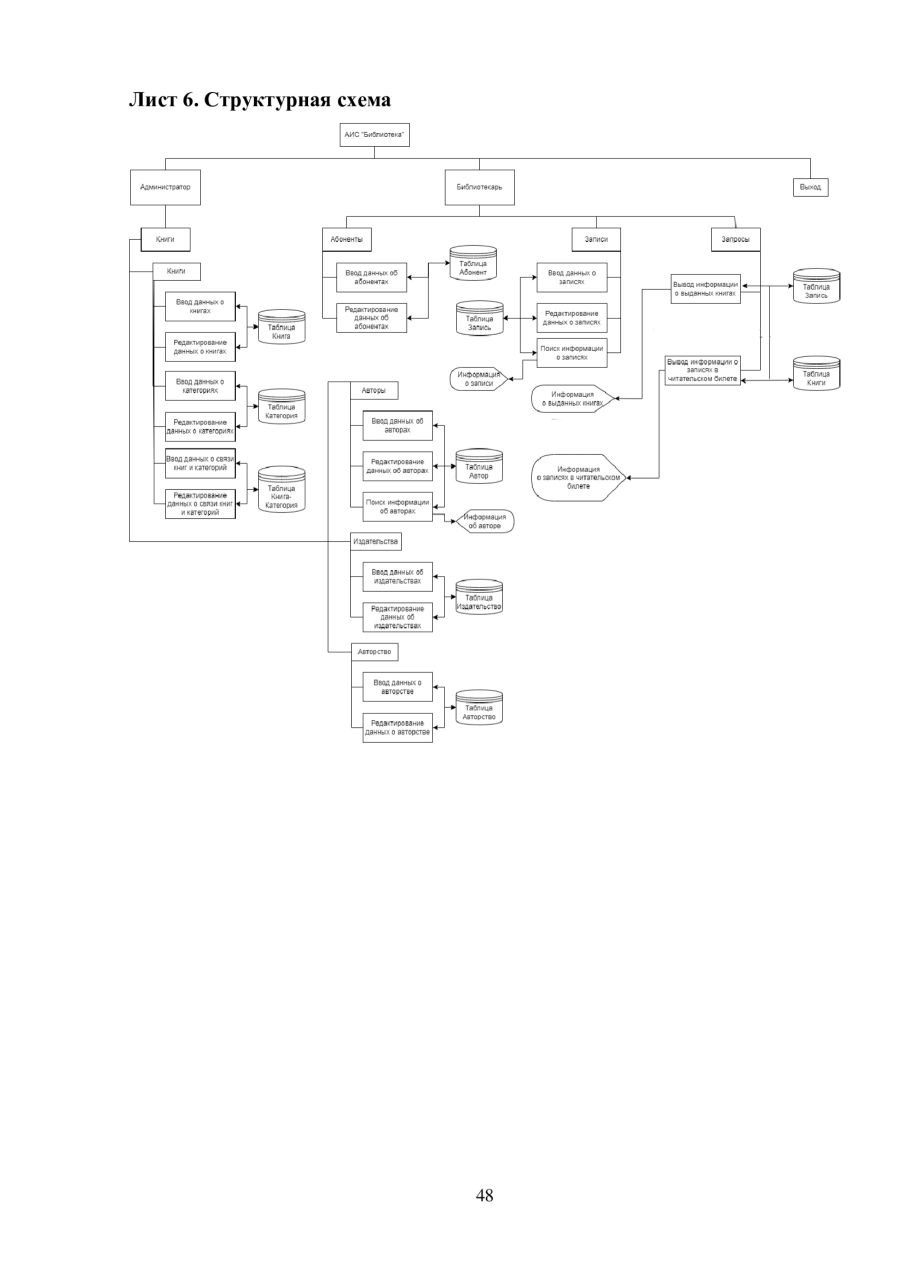 Лист 6. Структурная схема
АИС "Библиотека"
Администратор
Библиотекарь
Выход
Книги
Абоненты
Записи
Запросы
Книги
Ввод данных о
книгах
Редактирование
данных о книгах
Таблица
Книга
Ввод данных о
категориях
Редактирование
данных о категориях
Таблица
Категория
Ввод данных о связи
книг и категорий
Редактирование
данных о связи книг
и категорий
Таблица
Книга-
Категория
Ввод данных об
абонентах
Редактирование
данных об
абонентах
Таблица
Абонент
Таблица
Запись
Ввод данных о
записях
Редактирование
данных о записях
Поиск информации
о записях
Информация
о записи
Вывод информации
о выданных книгах
Таблица
Запись
Вывод информации о
записях в
читательском билете
Таблица
Книги
Информация
о выданных книгах
Информация
о записях в читательском
билете
Авторы
Ввод данных об
авторах
Редактирование
данных об авторах
Поиск информации
об авторах
Таблица
Автор
Информация
об авторе
Издательства
Ввод данных об
издательствах
Редактирование
данных об
издательствах
Таблица
Издательство
Авторство
Ввод данных о
авторстве
Редактирование
данных о авторстве
Таблица
Авторство
48